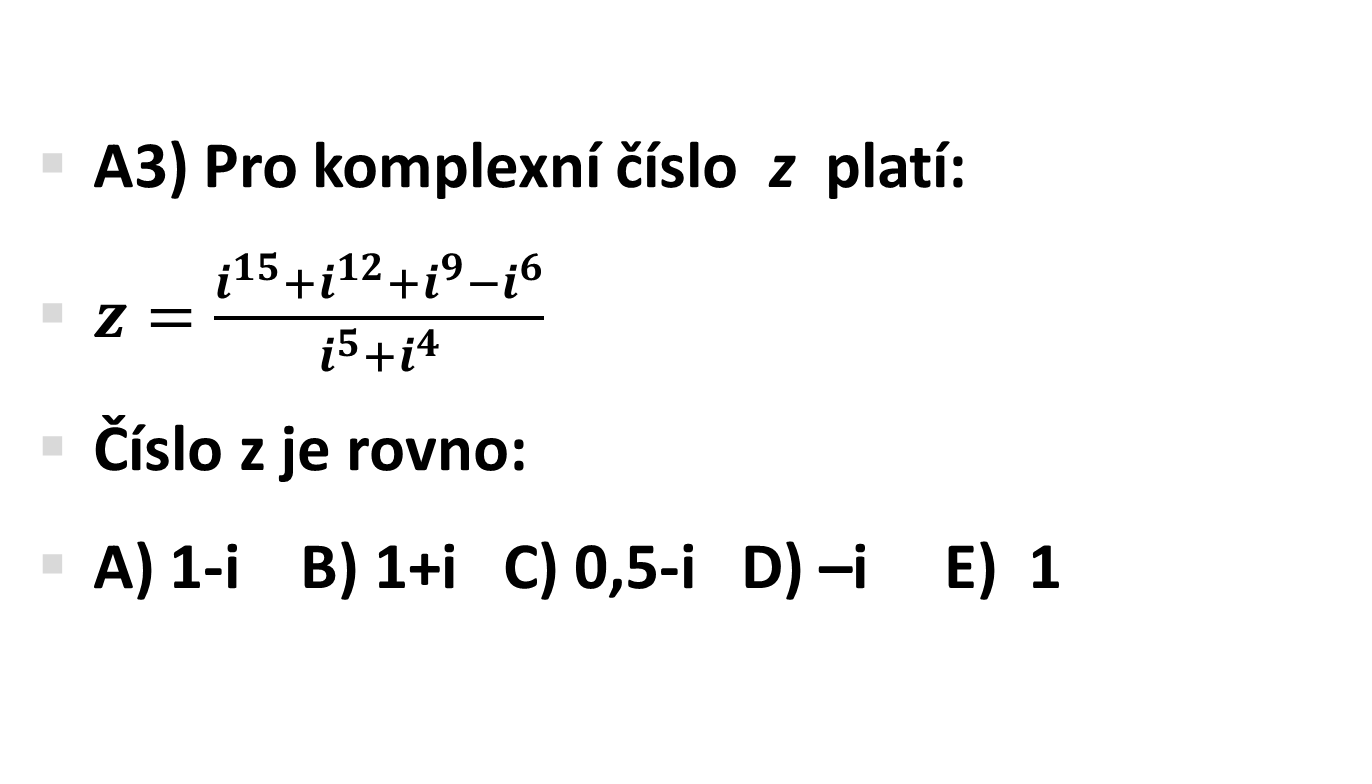 A3) Pro komplexní číslo z platí:
z = \frac{i^{15}+i^{12}+i^{9}-i^{6}}{i^{5}+i^{4}}
Číslo z je rovno:
A) 1-i B) 1+i C) 0,5-i D) –i E) 1